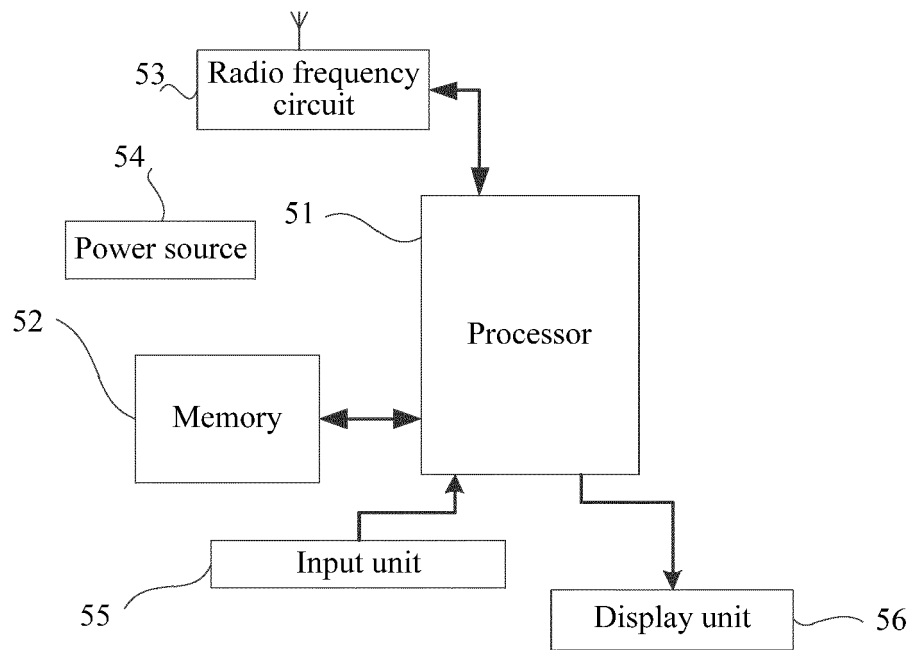 53
Radio frequency
circuit
54
Power source
51
Processor
52
Memory
Input unit
55
Display unit
56